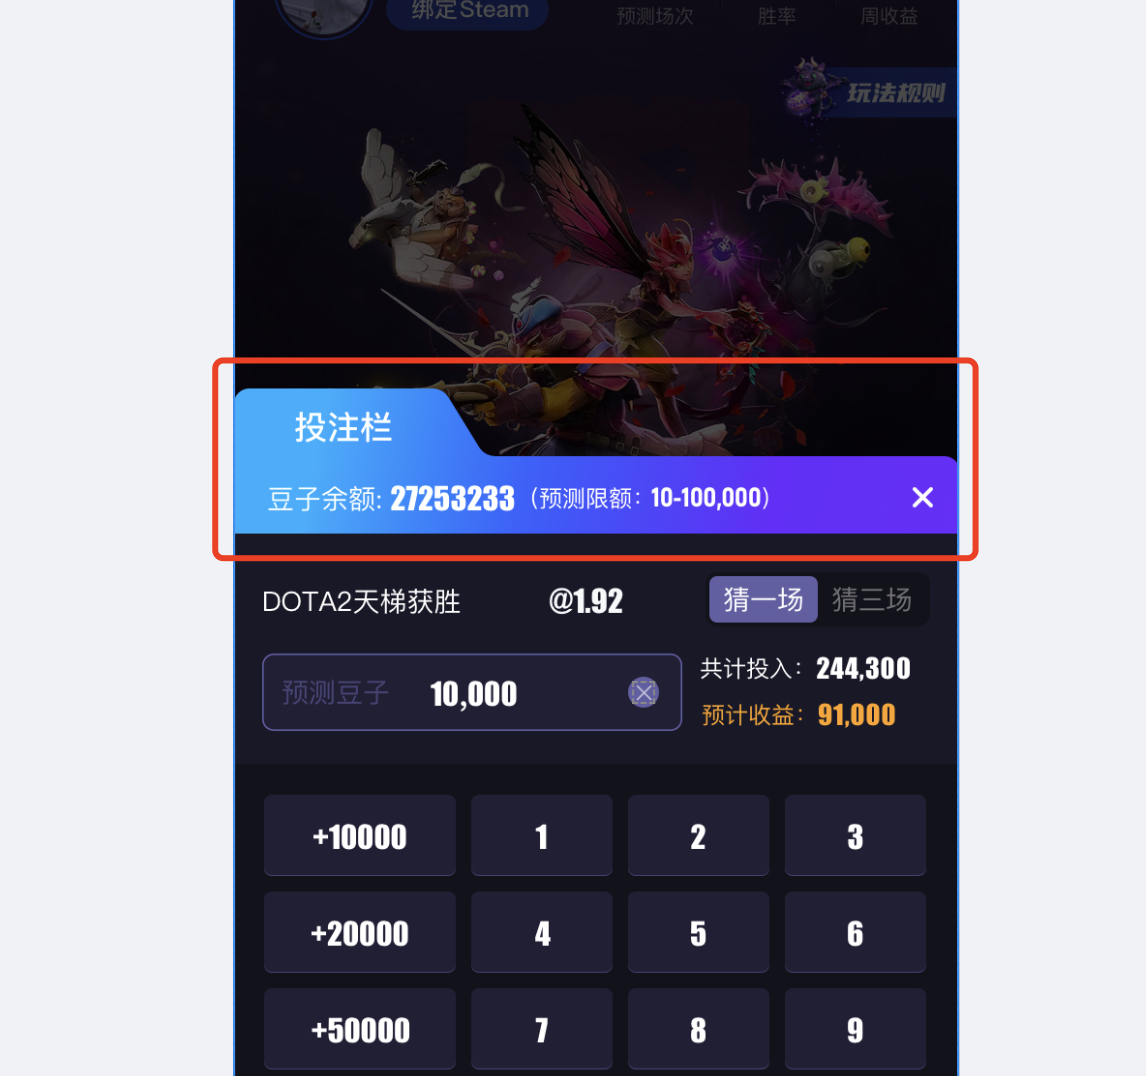 绑定Steam
预测场次 胜率 周收益
玩法规则
投注栏
豆子余额: 27253233（预测限额：10-100,000）
DOTA2天梯获胜 @1.92 猜一场 猜三场
预测豆子 10,000
共计投入：244,300
预计收益：91,000
+10000 1 2 3
+20000 4 5 6
+50000 7 8 9